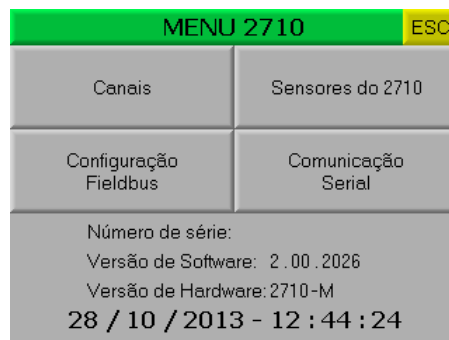 MENU 2710 ESC
Canais Sensores do 2710
Configuração Comunicação
Fieldbus Serial
Número de série:
Versão de Software: 2.00.2026
Versão de Hardware: 2710-M
28 / 10 / 2013 - 12 : 44 : 24